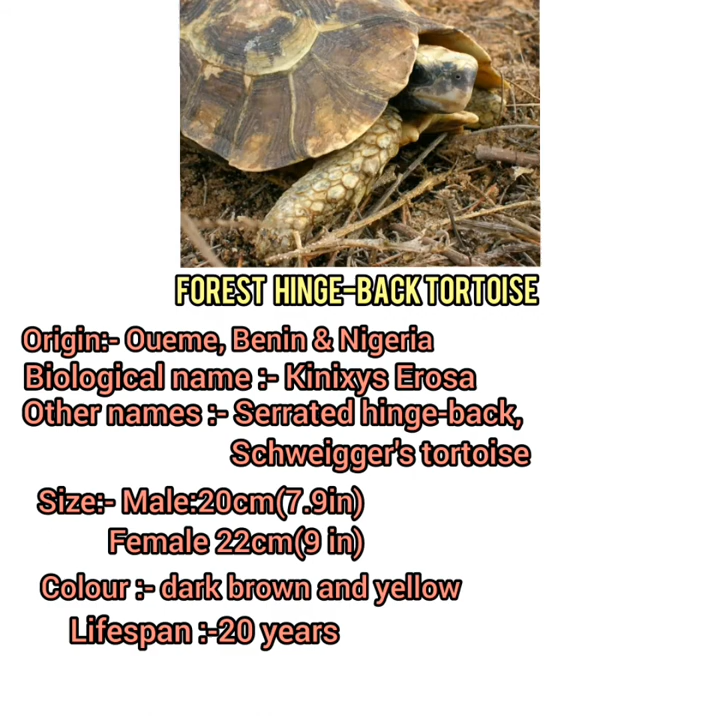 FOREST HINGE-BACK TORTOISE
Origin:- Oueme, Benin & Nigeria
Biological name :- Kinixys Erosa
Other names :- Serrated hinge-back,
Schweigger's tortoise
Size:- Male:20cm(7.9in)
Female 22cm(9 in)
Colour :- dark brown and yellow
Lifespan :-20 years